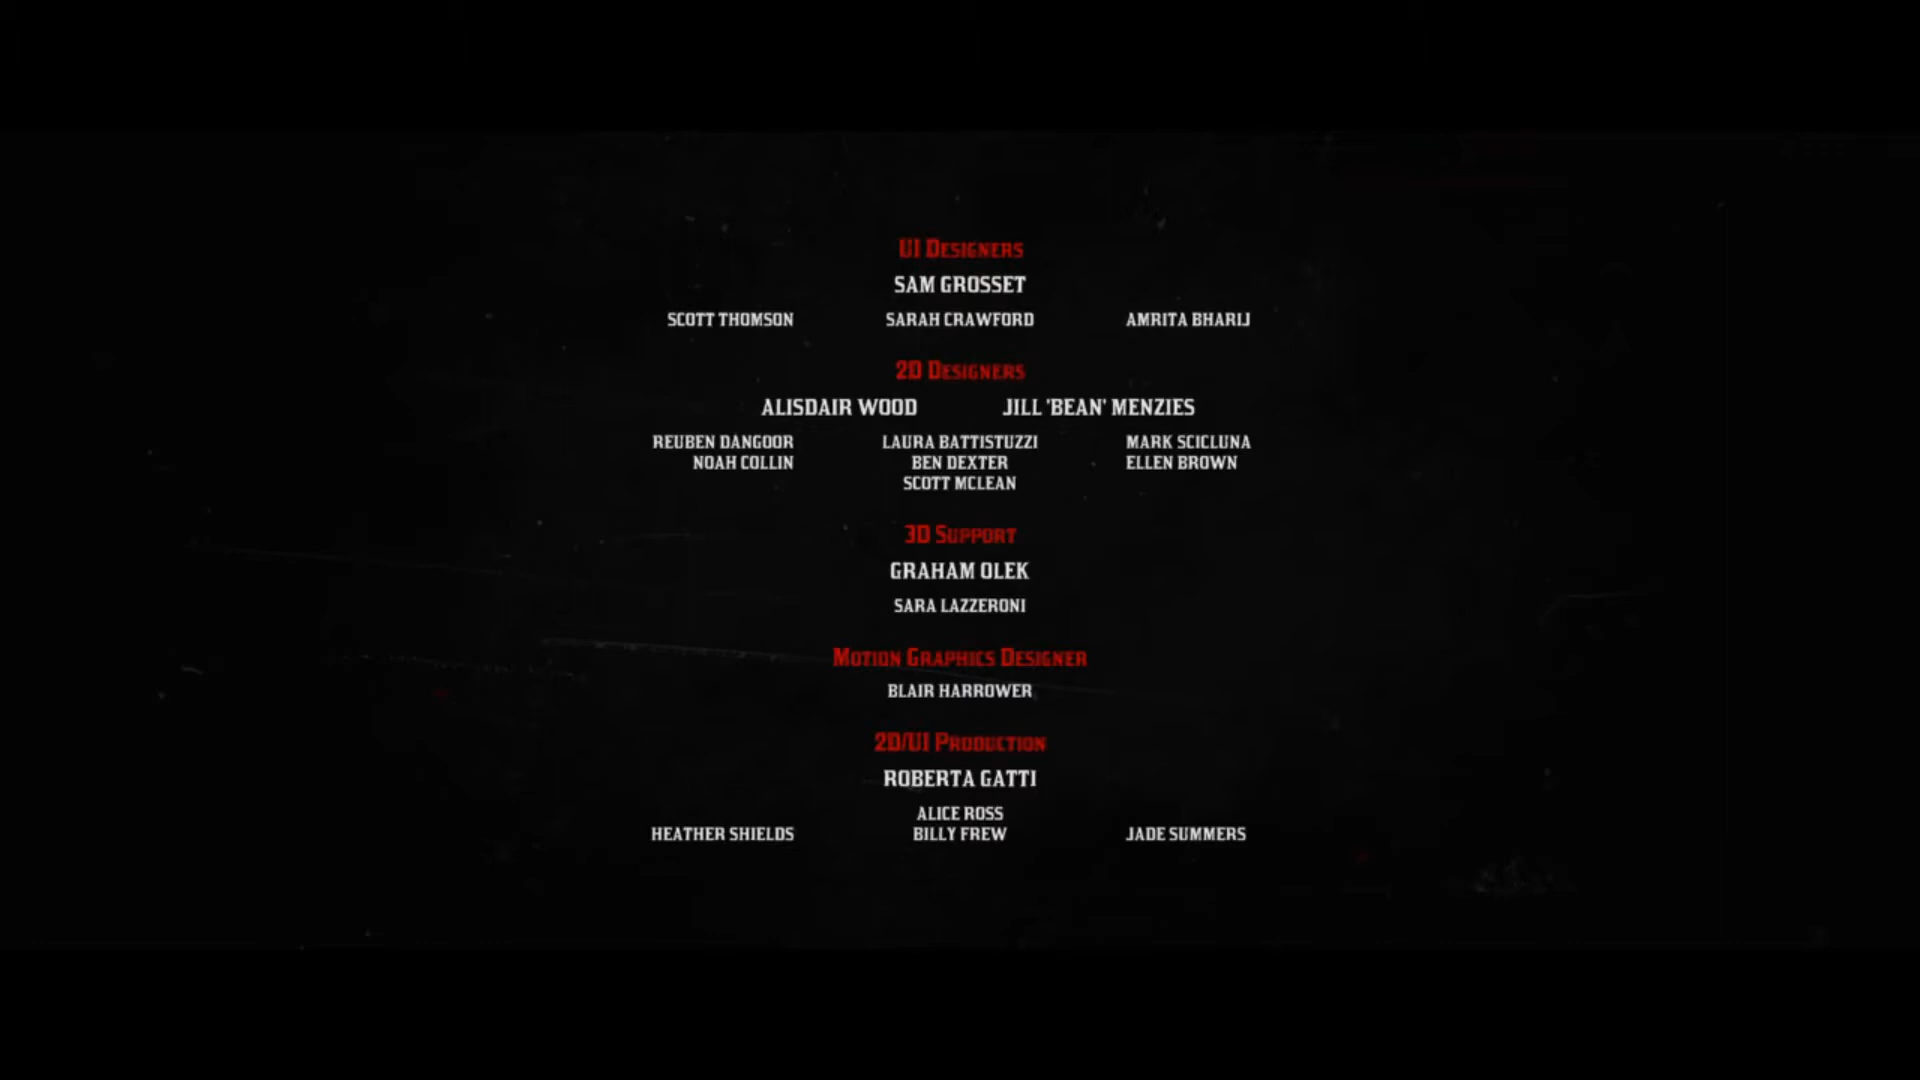 UI Designers
SAM GROSSET
SCOTT THOMSON SARAH CRAWFORD AMRITA BHARIJ
2D Designers
ALISDAIR WOOD JILL 'BEAN' MENZIES
REUBEN DANGOOR LAURA BATTISTUZZI MARK SCICLUNA
NOAH COLLIN BEN DEXTER ELLEN BROWN
SCOTT MCLEAN
3D Support
GRAHAM OLEK
SARA LAZZERONI
Motion Graphics Designer
BLAIR HARROWER
2D/UI Production
ROBERTA GATTI
ALICE ROSS
HEATHER SHIELDS BILLY FREW JADE SUMMERS